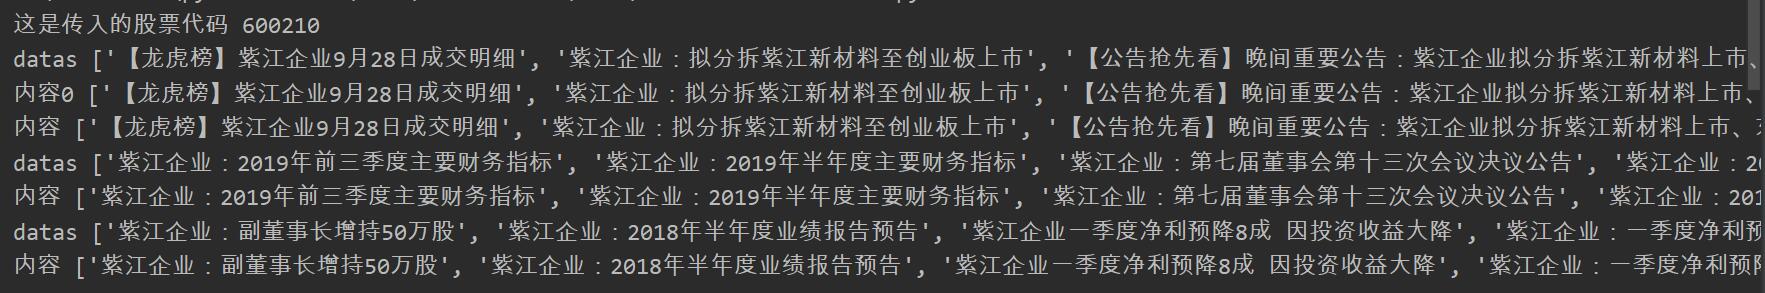 这是传入的股票代码 600210
datas ['【龙虎榜】紫江企业9月28日成交明细', '紫江企业：拟分拆紫江新材料至创业板上市', '【公告抢先看】晚间重要公告：紫江企业拟分拆紫江新材料上市、
内容0 ['【龙虎榜】紫江企业9月28日成交明细', '紫江企业：拟分拆紫江新材料至创业板上市', '【公告抢先看】晚间重要公告：紫江企业拟分拆紫江新材料上市、
内容 ['【龙虎榜】紫江企业9月28日成交明细', '紫江企业：拟分拆紫江新材料至创业板上市', '【公告抢先看】晚间重要公告：紫江企业拟分拆紫江新材料上市、
datas ['紫江企业：2019年前三季度主要财务指标', '紫江企业：2019年半年度主要财务指标', '紫江企业：第七届董事会第十三次会议决议公告', '紫江企业：20
内容 ['紫江企业：2019年前三季度主要财务指标', '紫江企业：2019年半年度主要财务指标', '紫江企业：第七届董事会第十三次会议决议公告', '紫江企业：201
datas ['紫江企业：副董事长增持50万股', '紫江企业：2018年半年度业绩报告预告', '紫江企业一季度净利预降8成 因投资收益大降', '紫江企业：一季度净利预
内容 ['紫江企业：副董事长增持50万股', '紫江企业：2018年半年度业绩报告预告', '紫江企业一季度净利预降8成 因投资收益大降', '紫江企业：一季度净利预